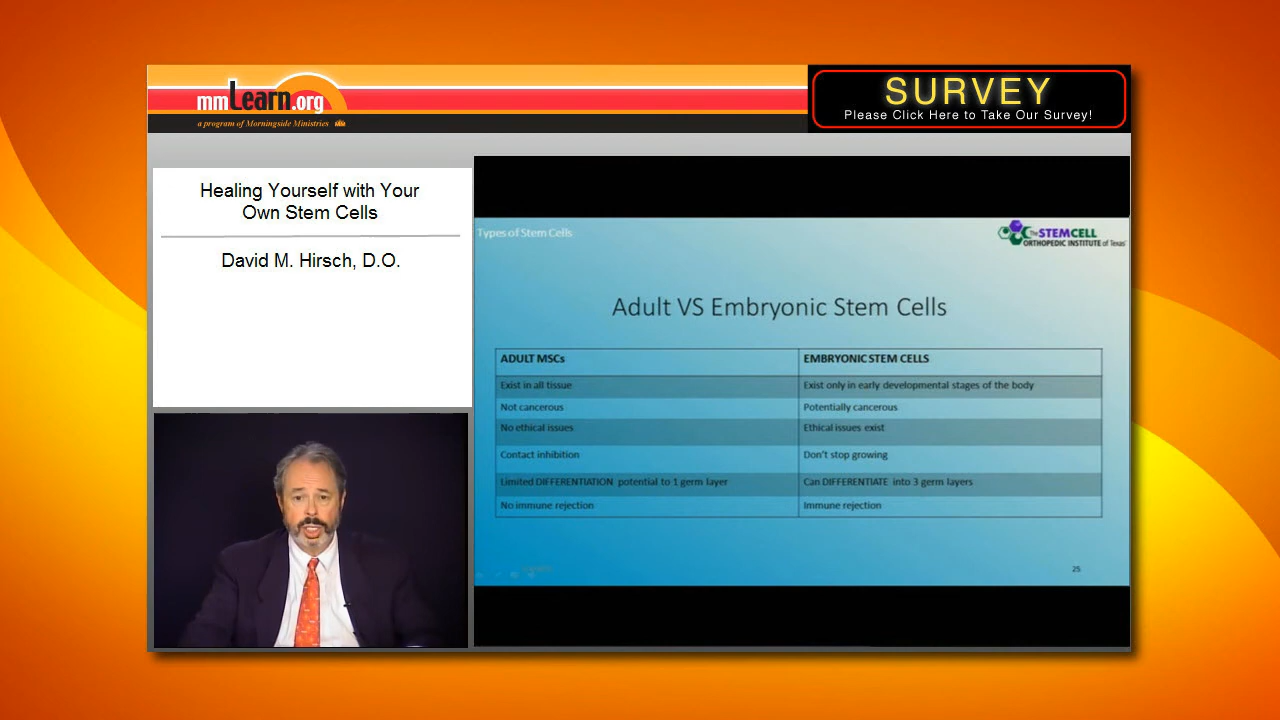 mmLearn.org
a program of Morningside Ministries
SURVEY
Please Click Here to Take Our Survey!
Healing Yourself with Your
Own Stem Cells
David M. Hirsch, D.O.
Types of Stem Cells
The STEMCELL
ORTHOPEDIC INSTITUTE of Texas
Adult VS Embryonic Stem Cells
ADULT MSCs EMBRYONIC STEM CELLS
Exist in all tissue Exist only in early developmental stages of the body
Not cancerous Potentially cancerous
No ethical issues Ethical issues exist
Contact inhibition Don't stop growing
Limited DIFFERENTIATION potential to 1 germ layer Can DIFFERENTIATE into 3 germ layers
No immune rejection Immune rejection
25